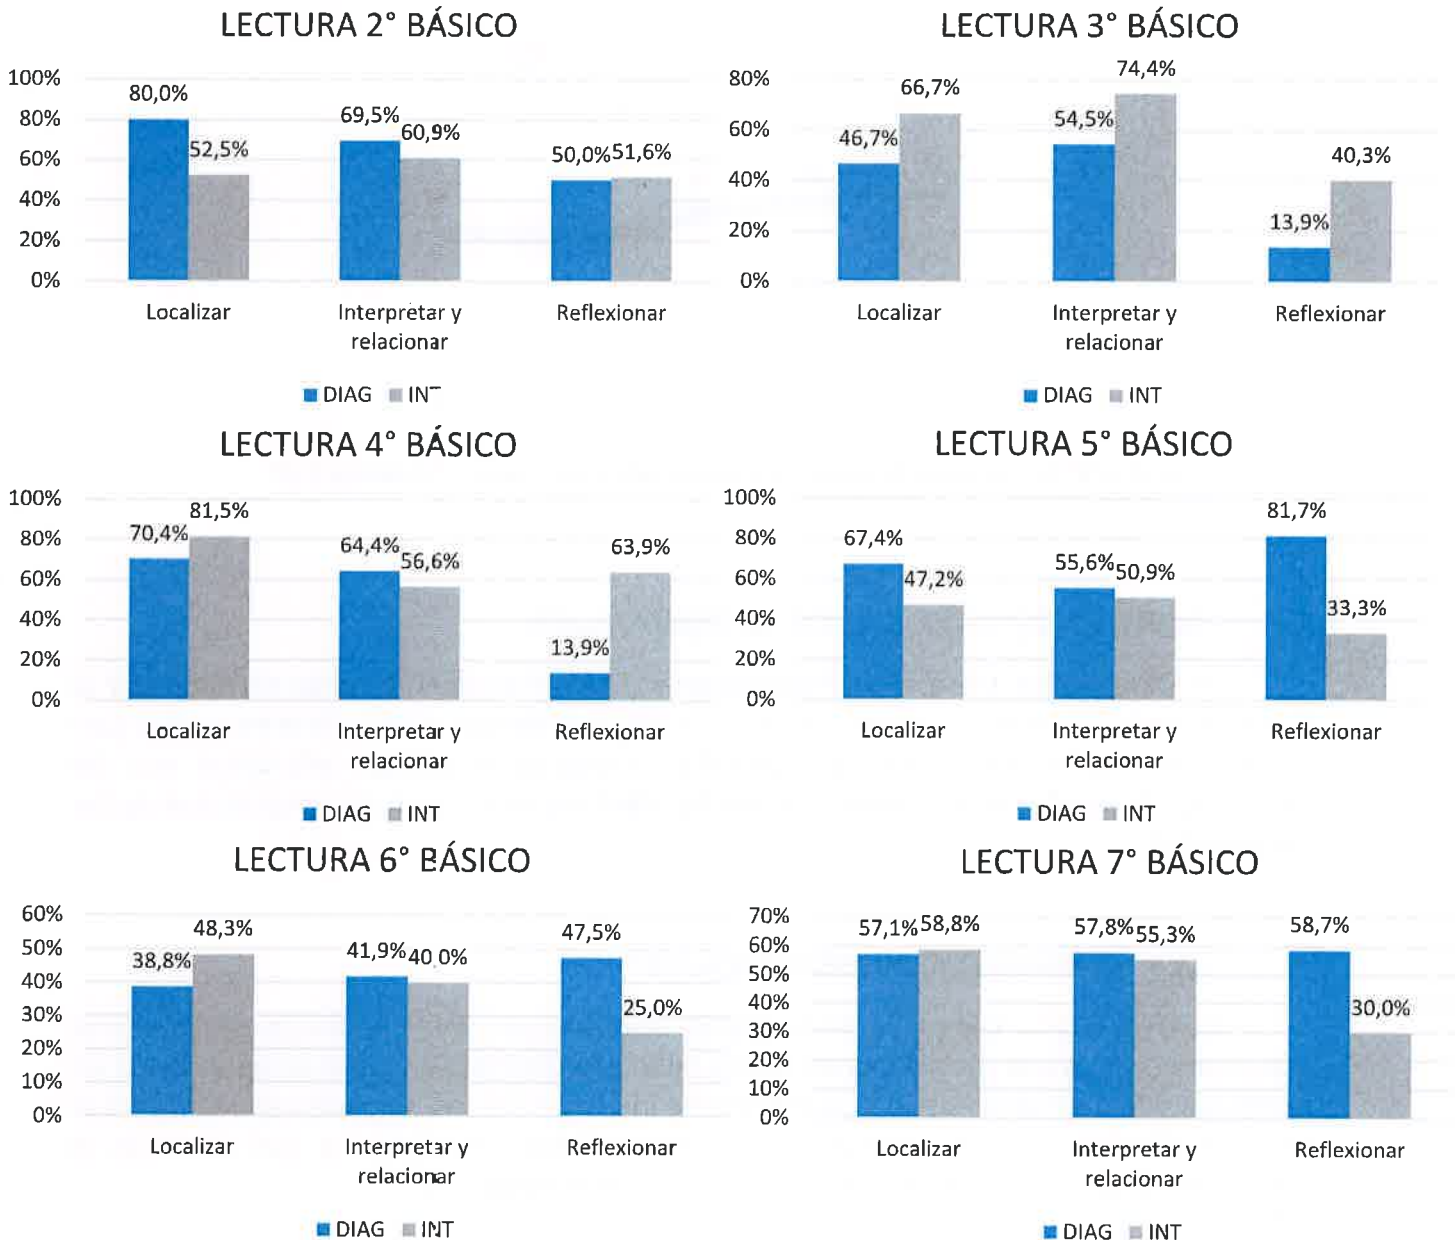 LECTURA 2° BÁSICO
100%
80%
60%
40%
20%
0%
80,0%
52,5%
69,5%
60,9%
50,0%
51,6%
Localizar
Interpretar y
relacionar
Reflexionar
DIAG INT
LECTURA 3° BÁSICO
80%
60%
40%
20%
0%
46,7%
66,7%
54,5%
74,4%
13,9%
40,3%
Localizar
Interpretar y
relacionar
Reflexionar
DIAG INT
LECTURA 4° BÁSICO
100%
80%
60%
40%
20%
0%
70,4%
81,5%
64,4%
56,6%
13,9%
63,9%
Localizar
Interpretar y
relacionar
Reflexionar
DIAG INT
LECTURA 5° BÁSICO
100%
80%
60%
40%
20%
0%
67,4%
47,2%
55,6%
50,9%
81,7%
33,3%
Localizar
Interpretar y
relacionar
Reflexionar
DIAG INT
LECTURA 6° BÁSICO
60%
50%
40%
30%
20%
10%
0%
38,8%
48,3%
41,9%
40,0%
47,5%
25,0%
Localizar
Interpretar y
relacionar
Reflexionar
DIAG INT
LECTURA 7° BÁSICO
70%
60%
50%
40%
30%
20%
10%
0%
57,1%
58,8%
57,8%
55,3%
58,7%
30,0%
Localizar
Interpretar y
relacionar
Reflexionar
DIAG INT